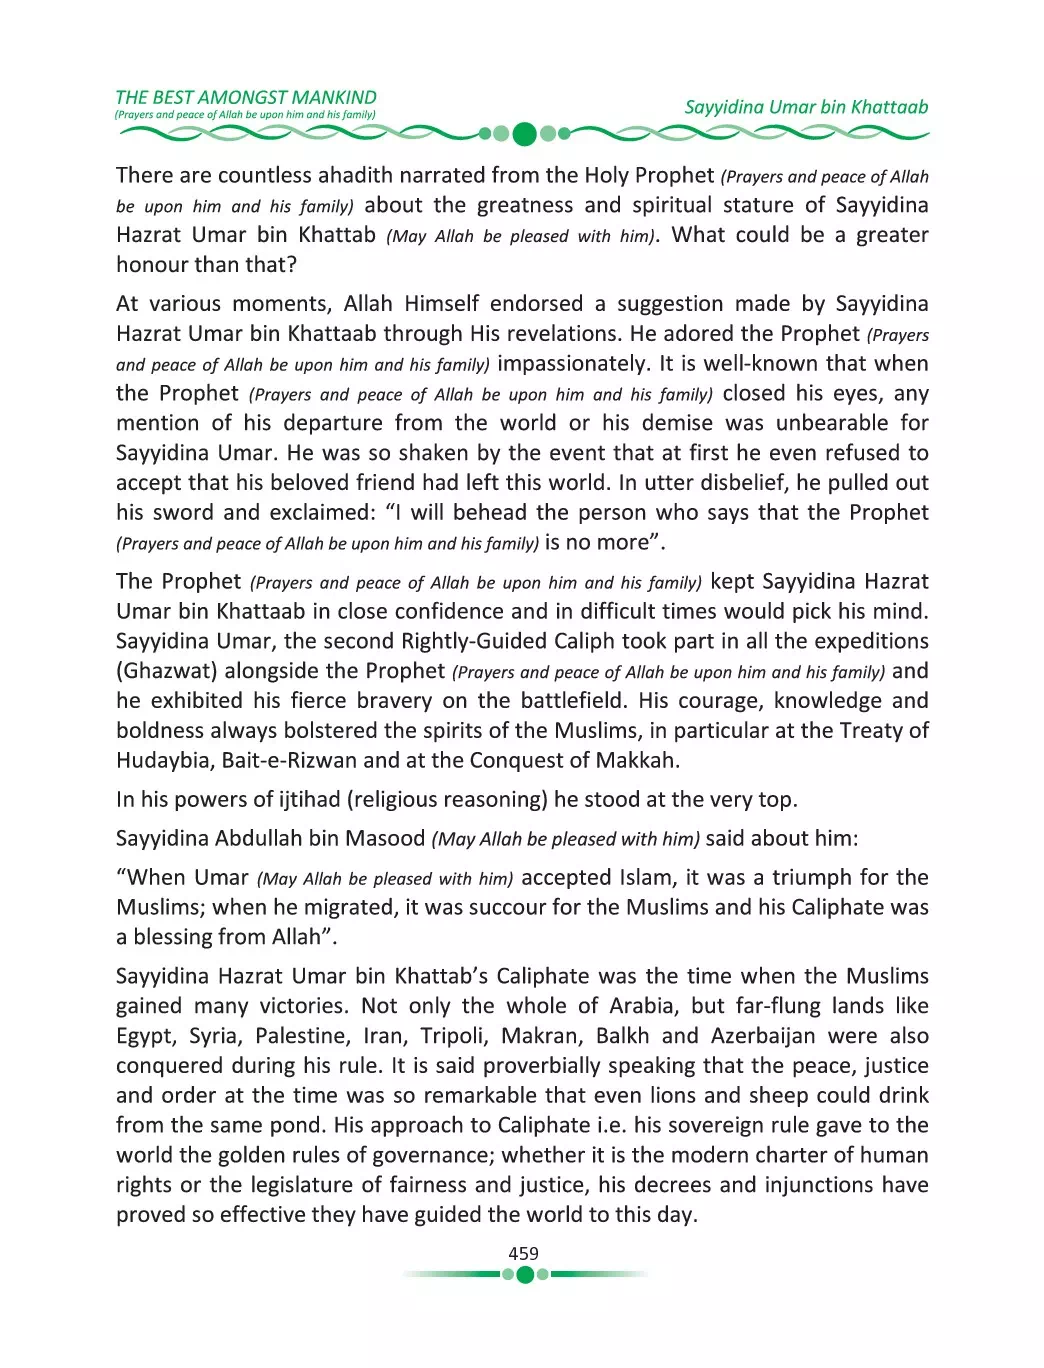 THE BEST AMONGST MANKIND
(Prayers and peace of Allah be upon him and his family)
Sayyidina Umar bin Khattaab
There are countless ahadith narrated from the Holy Prophet (Prayers and peace of Allah
be upon him and his family) about the greatness and spiritual stature of Sayyidina
Hazrat Umar bin Khattab (May Allah be pleased with him). What could be a greater
honour than that?
At various moments, Allah Himself endorsed a suggestion made by Sayyidina
Hazrat Umar bin Khattaab through His revelations. He adored the Prophet (Prayers
and peace of Allah be upon him and his family) impassionately. It is well-known that when
the Prophet (Prayers and peace of Allah be upon him and his family) closed his eyes, any
mention of his departure from the world or his demise was unbearable for
Sayyidina Umar. He was so shaken by the event that at first he even refused to
accept that his beloved friend had left this world. In utter disbelief, he pulled out
his sword and exclaimed: “I will behead the person who says that the Prophet
(Prayers and peace of Allah be upon him and his family) is no more”.
The Prophet (Prayers and peace of Allah be upon him and his family) kept Sayyidina Hazrat
Umar bin Khattaab in close confidence and in difficult times would pick his mind.
Sayyidina Umar, the second Rightly-Guided Caliph took part in all the expeditions
(Ghazwat) alongside the Prophet (Prayers and peace of Allah be upon him and his family) and
he exhibited his fierce bravery on the battlefield. His courage, knowledge and
boldness always bolstered the spirits of the Muslims, in particular at the Treaty of
Hudaybia, Bait-e-Rizwan and at the Conquest of Makkah.
In his powers of ijtihad (religious reasoning) he stood at the very top.
Sayyidina Abdullah bin Masood (May Allah be pleased with him) said about him:
“When Umar (May Allah be pleased with him) accepted Islam, it was a triumph for the
Muslims; when he migrated, it was succour for the Muslims and his Caliphate was
a blessing from Allah”.
Sayyidina Hazrat Umar bin Khattab’s Caliphate was the time when the Muslims
gained many victories. Not only the whole of Arabia, but far-flung lands like
Egypt, Syria, Palestine, Iran, Tripoli, Makran, Balkh and Azerbaijan were also
conquered during his rule. It is said proverbially speaking that the peace, justice
and order at the time was so remarkable that even lions and sheep could drink
from the same pond. His approach to Caliphate i.e. his sovereign rule gave to the
world the golden rules of governance; whether it is the modern charter of human
rights or the legislature of fairness and justice, his decrees and injunctions have
proved so effective they have guided the world to this day.
459